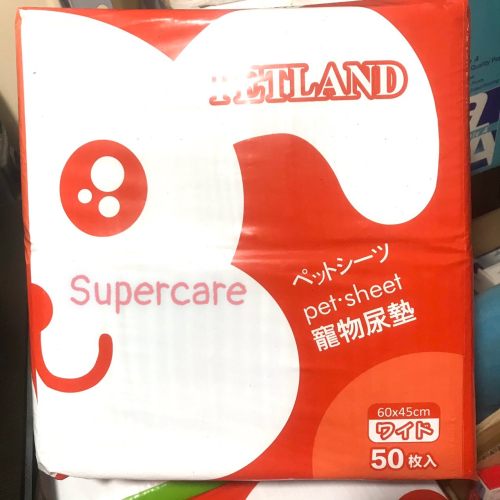 PETLAND
Supercare
ペットシーツ
pet·sheet
寵物尿墊
60x45cm
ワイド
50枚入